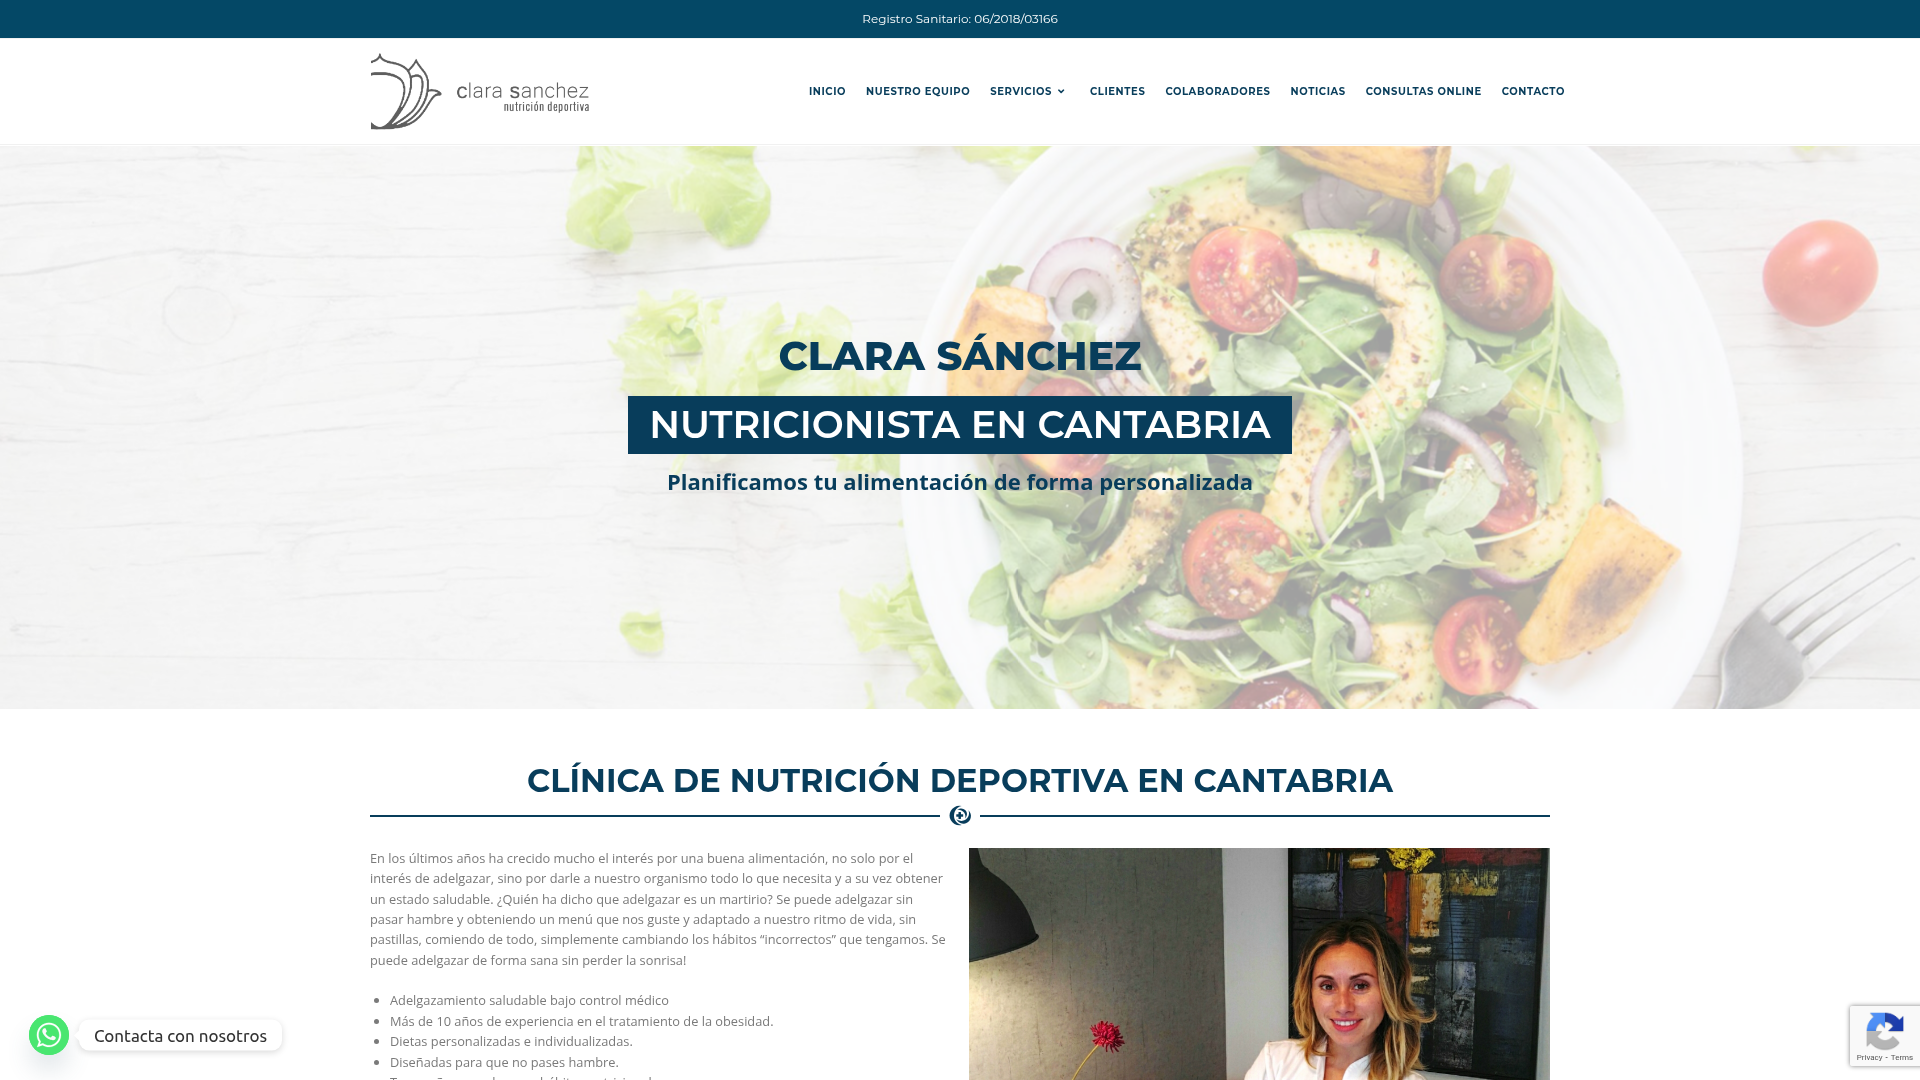 Registro Sanitario: 06/2018/03166
clara sanchez
nutrición deportiva
INICIO NUESTRO EQUIPO SERVICIOS CLIENTES COLABORADORES NOTICIAS CONSULTAS ONLINE CONTACTO
CLARA SÁNCHEZ
NUTRICIONISTA EN CANTABRIA
Planificamos tu alimentación de forma personalizada
CLÍNICA DE NUTRICIÓN DEPORTIVA EN CANTABRIA
En los últimos años ha crecido mucho el interés por una buena alimentación, no solo por el
interés de adelgazar, sino por darle a nuestro organismo todo lo que necesita y a su vez obtener
un estado saludable. ¿Quién ha dicho que adelgazar es un martirio? Se puede adelgazar sin
pasar hambre y obteniendo un menú que nos guste y adaptado a nuestro ritmo de vida, sin
pastillas, comiendo de todo, simplemente cambiando los hábitos “incorrectos” que tengamos. Se
puede adelgazar de forma sana sin perder la sonrisa!
Adelgazamiento saludable bajo control médico
Más de 10 años de experiencia en el tratamiento de la obesidad.
Dietas personalizadas e individualizadas.
Diseñadas para que no pases hambre.
Contacta con nosotros
Privacy - Terms